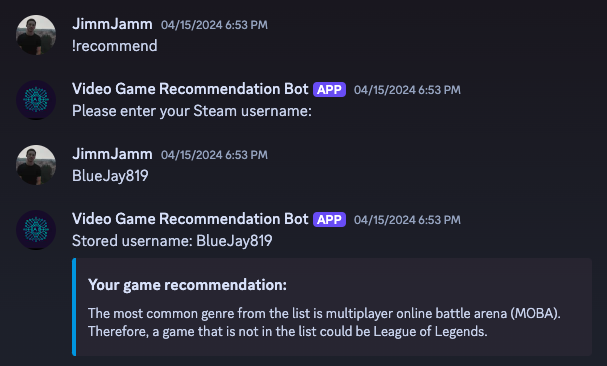 JimmJamm 04/15/2024 6:53 PM
!recommend
Video Game Recommendation Bot APP 04/15/2024 6:53 PM
Please enter your Steam username:
JimmJamm 04/15/2024 6:53 PM
BlueJay819
Video Game Recommendation Bot APP 04/15/2024 6:53 PM
Stored username: BlueJay819
Your game recommendation:
The most common genre from the list is multiplayer online battle arena (MOBA).
Therefore, a game that is not in the list could be League of Legends.